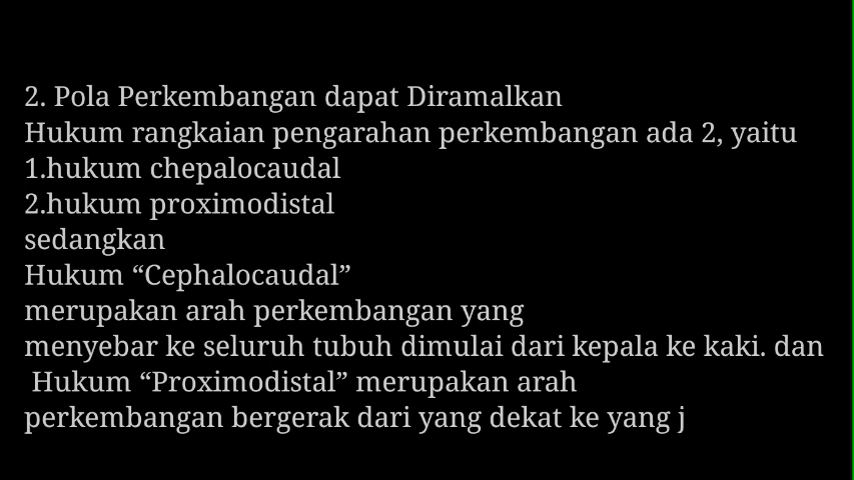 2. Pola Perkembangan dapat Diramalkan
Hukum rangkaian pengarahan perkembangan ada 2, yaitu
1.hukum chepalocaudal
2.hukum proximodistal
sedangkan
Hukum “Cephalocaudal”
merupakan arah perkembangan yang
menyebar ke seluruh tubuh dimulai dari kepala ke kaki. dan
Hukum “Proximodistal” merupakan arah
perkembangan bergerak dari yang dekat ke yang j